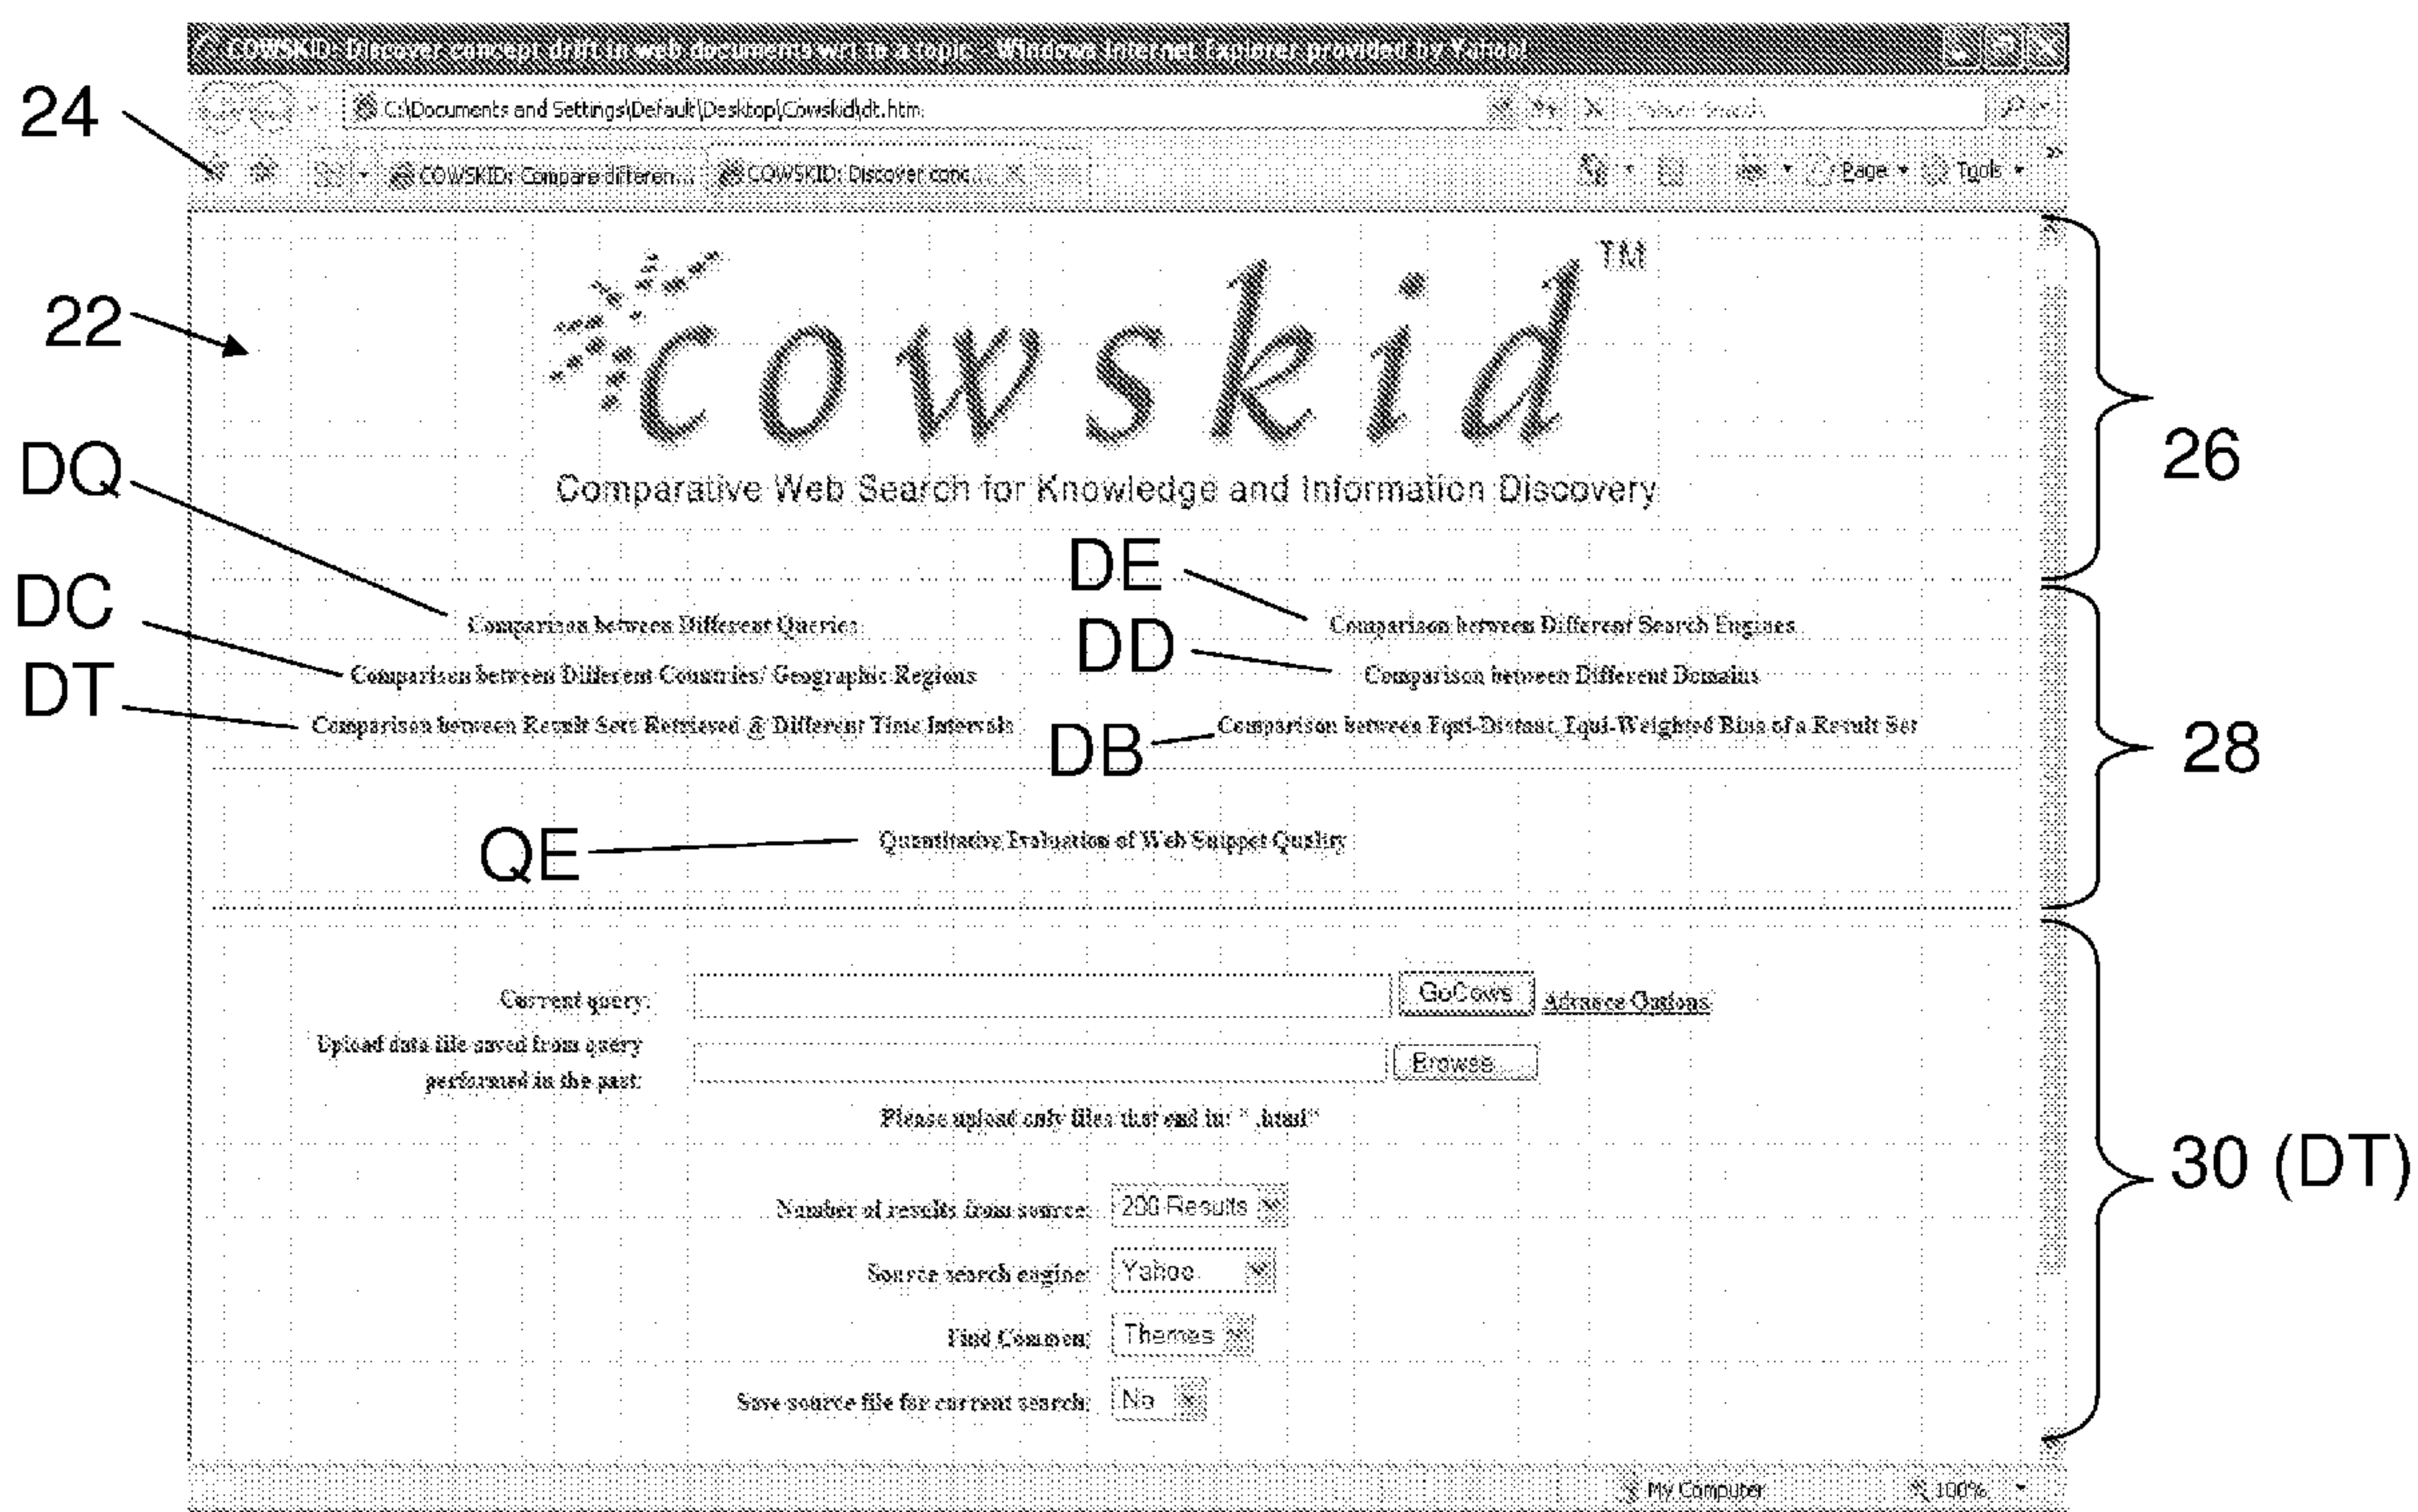 COWSKID: Discover concept drift in web documents wrt to a topic - Windows Internet Explorer provided by Yahoo!
24
C:\Documents and Settings\Default\Desktop\Cowskid\dt.htm
COWSKID: Compare differen... COWSKID: Discover conc... Page Tools »
22
cowskid TM
26
DQ
Comparative Web Search for Knowledge and Information Discovery
DE
DC
Comparison between Different Queries Comparison between Different Search Engines
DD
DT
Comparison between Different Countries/ Geographic Regions Comparison between Different Domains
Comparison between Result Sets Retrieved @ Different Time Intervals Comparison between Equi-Distant, Equi-Weighted Bins of a Result Set
DB
28
QE
Quantitative Evaluation of Web Snippet Quality
Current query: GoCows Advance Options
Upload data file saved from query
performed in the past: Browse...
Please upload only files that end in: ".html"
30 (DT)
Number of results from source: 200 Results
Source search engine: Yahoo
Find Common: Themes
Save source file for current search: No
My Computer 100%